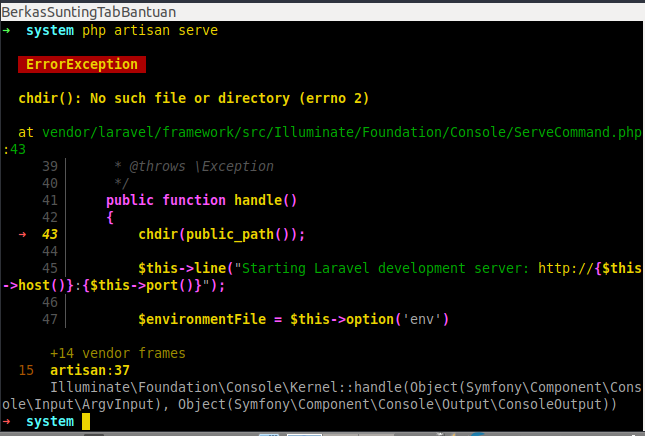 BerkasSuntingTabBantuan
➜ system php artisan serve
ErrorException
chdir(): No such file or directory (errno 2)
at vendor/laravel/framework/src/Illuminate/Foundation/Console/ServeCommand.php
:43
39| * @throws \Exception
40| */
41| public function handle()
42| {
➜ 43| chdir(public_path());
44|
45| $this->line("Starting Laravel development server: http://{$this
->host()}:{$this->port()}");
46|
47| $environmentFile = $this->option('env')
+14 vendor frames
15 artisan:37
Illuminate\Foundation\Console\Kernel::handle(Object(Symfony\Component\Cons
ole\Input\ArgvInput), Object(Symfony\Component\Console\Output\ConsoleOutput))
➜ system